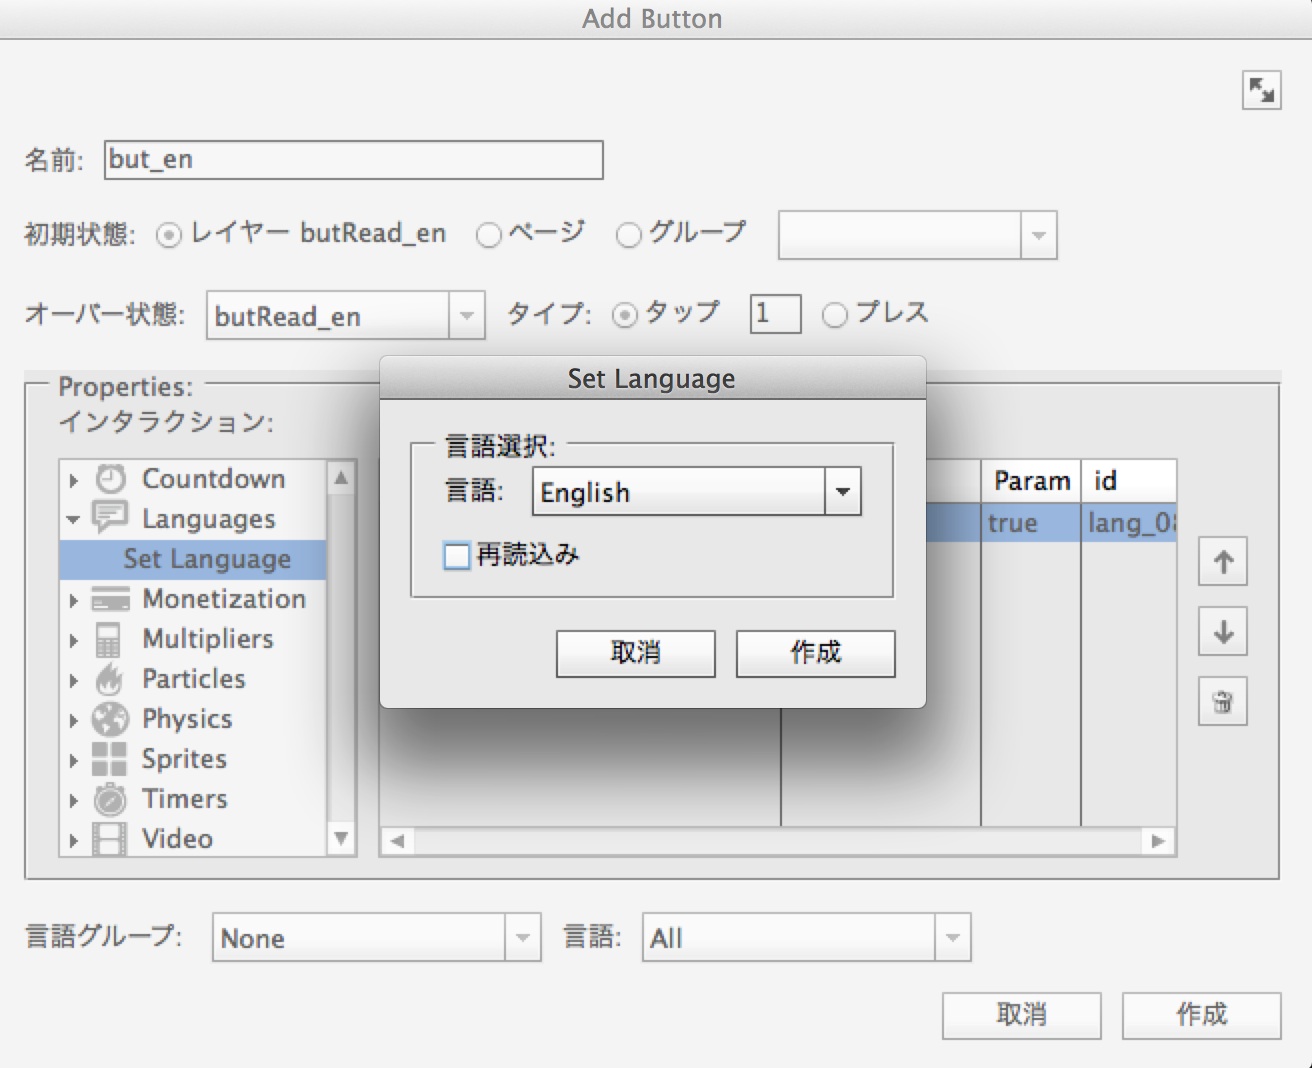 Add Button
名前: but_en
初期状態: レイヤー butRead_en ページ グループ
オーバー状態: butRead_en タイプ: タップ 1 プレス
Properties:
インタラクション:
Countdown
Languages
Set Language
Monetization
Multipliers
Particles
Physics
Sprites
Timers
Video
Param id
true lang_08
Set Language
言語選択:
言語: English
再読込み
取消 作成
言語グループ: None 言語: All
取消 作成